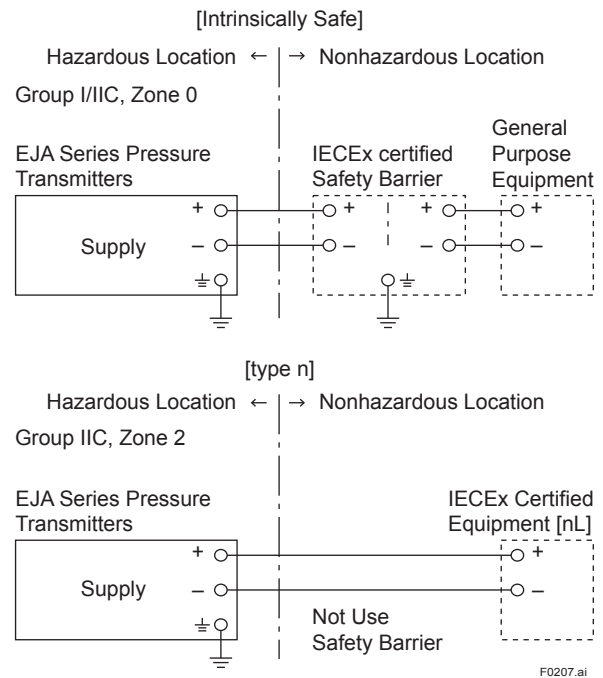 [Intrinsically Safe]
Hazardous Location ← → Nonhazardous Location
Group I/IIC, Zone 0
General
Purpose
Equipment
EJA Series Pressure
Transmitters
IECEx certified
Safety Barrier
+ + + +
Supply – – – –
[type n]
Hazardous Location ← → Nonhazardous Location
Group IIC, Zone 2
EJA Series Pressure
Transmitters
IECEx Certified
Equipment [nL]
+ +
Supply – –
Not Use
Safety Barrier
F0207.ai